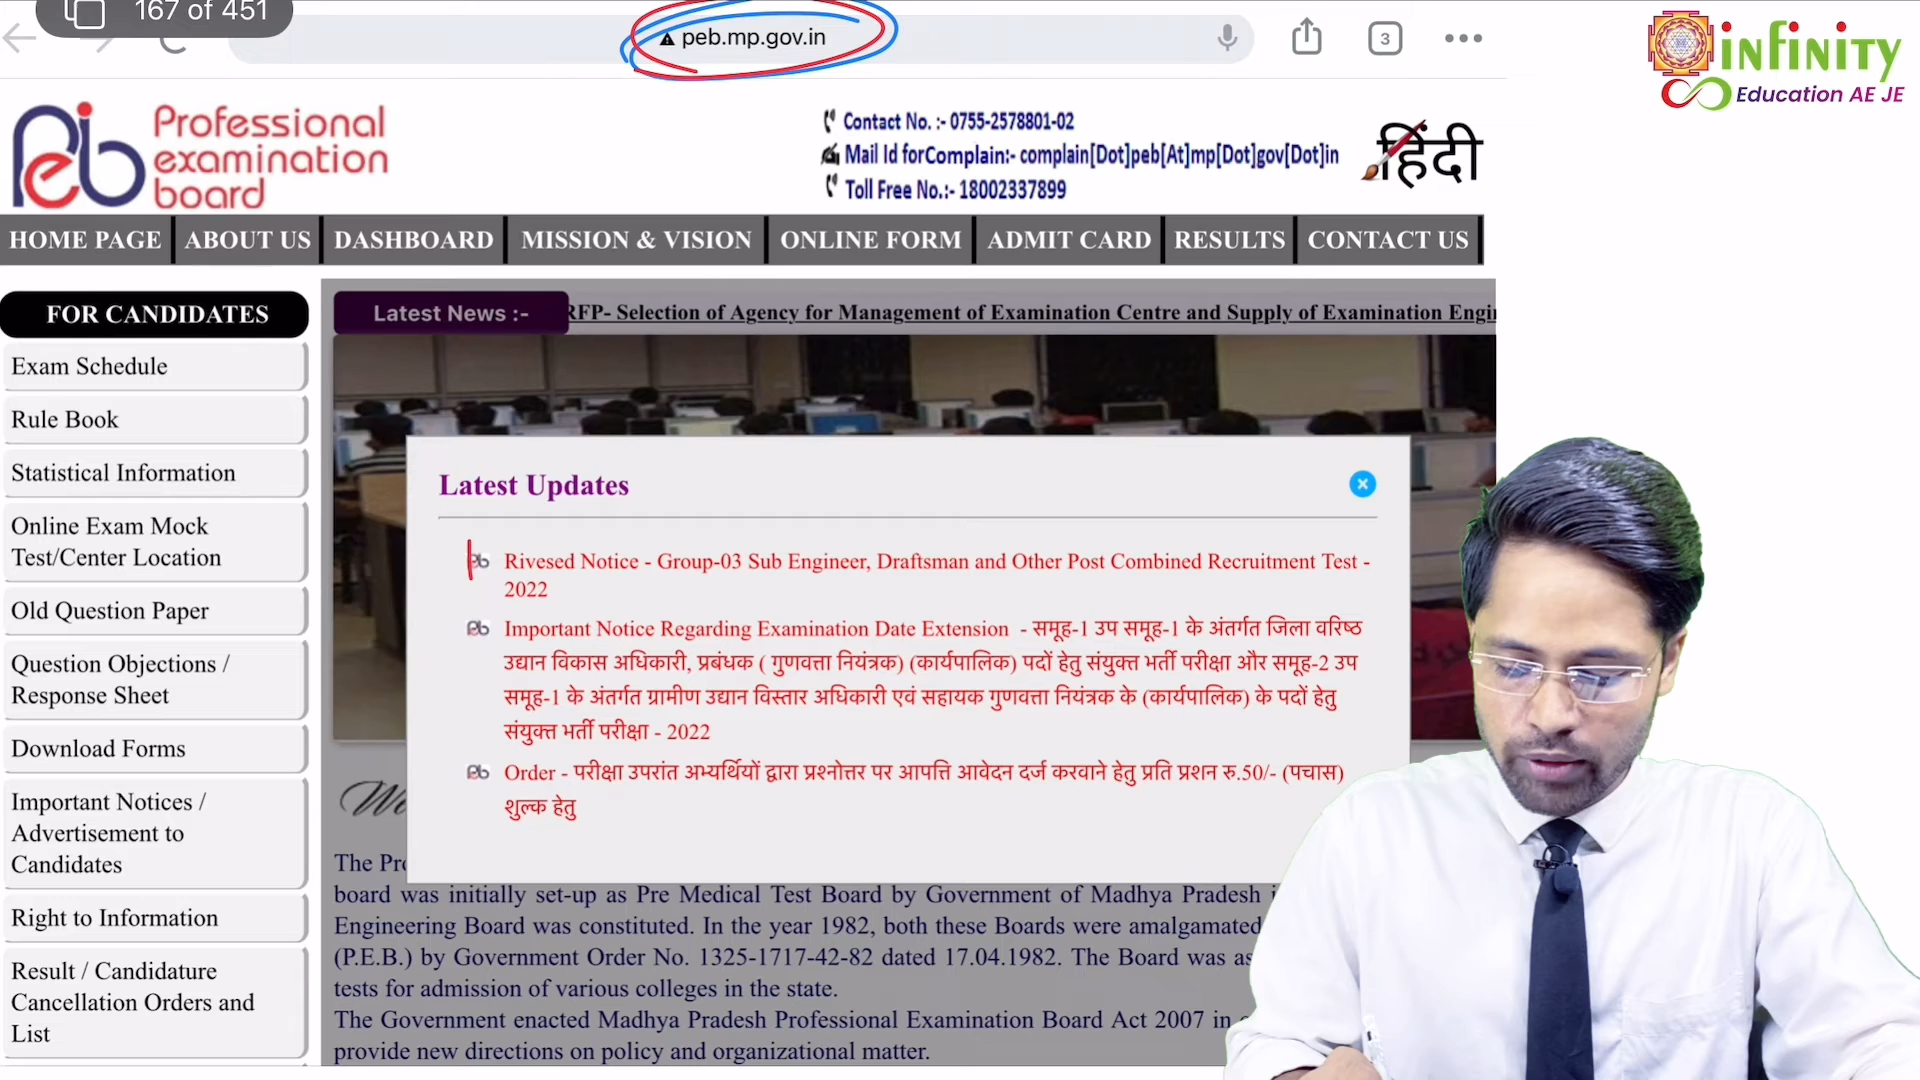 167 of 451
peb.mp.gov.in
3
infinity
Education AE JE
Peb
Professional
examination
board
Contact No. :- 0755-2578801-02
Mail Id forComplain:- complain[Dot]peb[At]mp[Dot]gov[Dot]in
Toll Free No.:- 18002337899
हिंदी
HOME PAGE
ABOUT US
DASHBOARD
MISSION & VISION
ONLINE FORM
ADMIT CARD
RESULTS
CONTACT US
FOR CANDIDATES
Exam Schedule
Rule Book
Statistical Information
Online Exam Mock
Test/Center Location
Old Question Paper
Question Objections /
Response Sheet
Download Forms
Important Notices /
Advertisement to
Candidates
Right to Information
Result / Candidature
Cancellation Orders and
List
Latest News :-
RFP- Selection of Agency for Management of Examination Centre and Supply of Examination Engi
Latest Updates
Rivesed Notice - Group-03 Sub Engineer, Draftsman and Other Post Combined Recruitment Test -
2022
Important Notice Regarding Examination Date Extension - समूह-1 उप समूह-1 के अंतर्गत जिला वरिष्ठ
उद्यान विकास अधिकारी, प्रबंधक ( गुणवत्ता नियंत्रक) (कार्यपालिक) पदों हेतु संयुक्त भर्ती परीक्षा और समूह-2 उप
समूह-1 के अंतर्गत ग्रामीण उद्यान विस्तार अधिकारी एवं सहायक गुणवत्ता नियंत्रक के (कार्यपालिक) के पदों हेतु
संयुक्त भर्ती परीक्षा - 2022
Order - परीक्षा उपरांत अभ्यर्थियों द्वारा प्रश्नोत्तर पर आपत्ति आवेदन दर्ज करवाने हेतु प्रति प्रशन रु.50/- (पचास)
शुल्क हेतु
We
The Pro
board was initially set-up as Pre Medical Test Board by Government of Madhya Pradesh
Engineering Board was constituted. In the year 1982, both these Boards were amalgamated
(P.E.B.) by Government Order No. 1325-1717-42-82 dated 17.04.1982. The Board was as
tests for admission of various colleges in the state.
The Government enacted Madhya Pradesh Professional Examination Board Act 2007 in
provide new directions on policy and organizational matter.